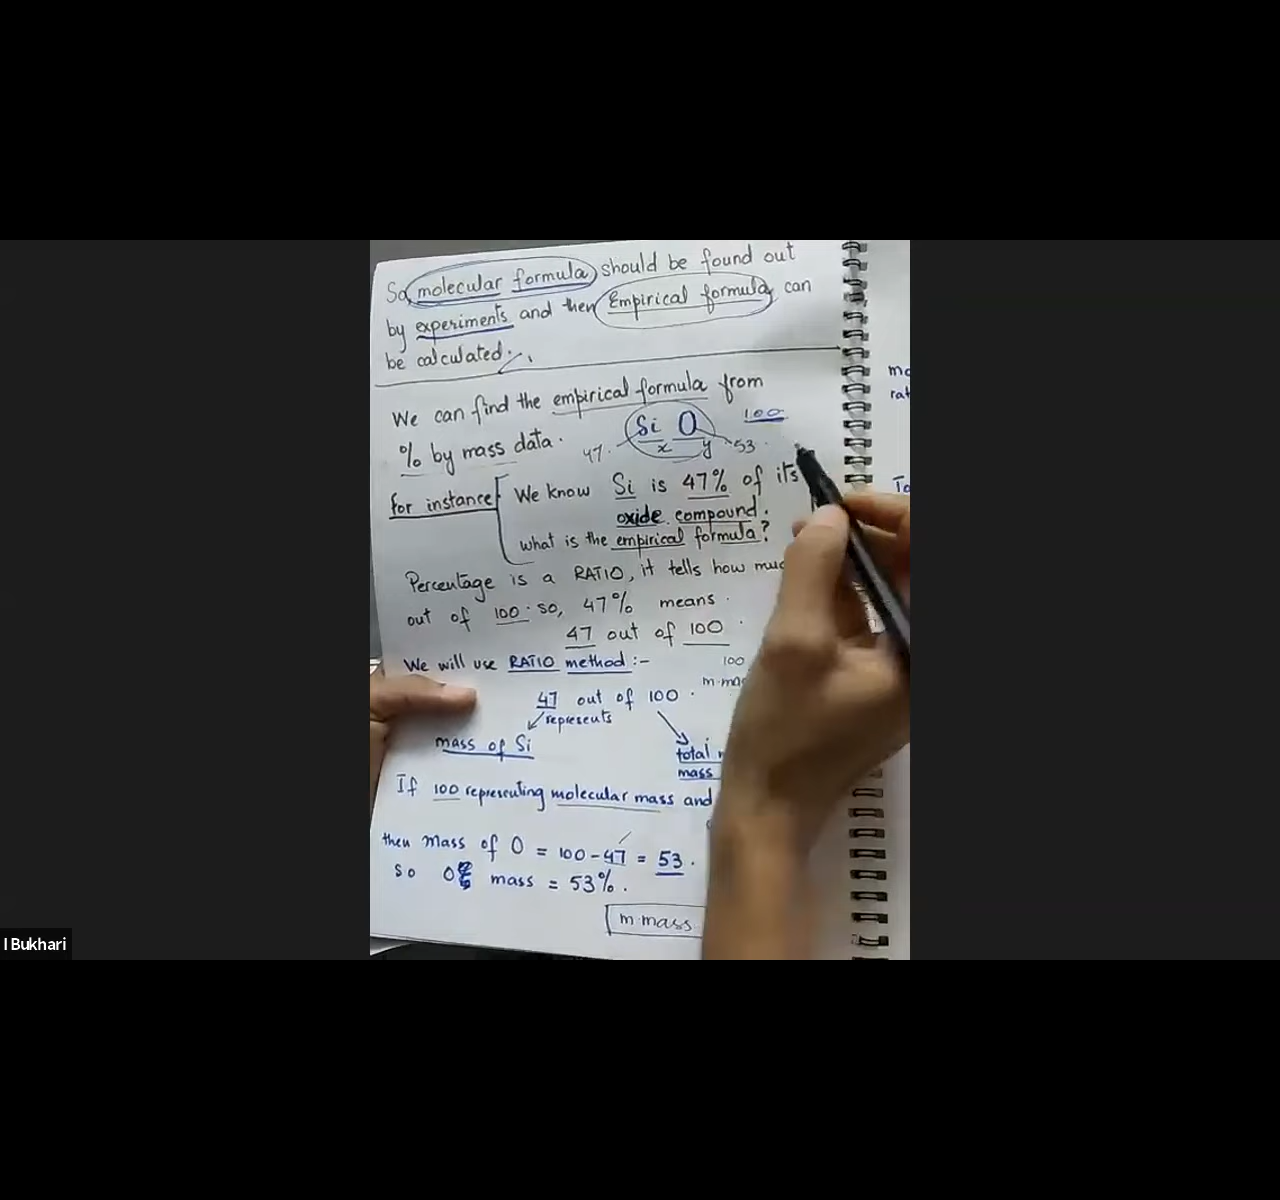 So, molecular formula should be found out
by experiments and then Empirical formula can
be calculated.
We can find the empirical formula from
% by mass data.
Si O
x y
100
47.
53.
For instance
We know Si is 47% of its
oxide compound.
what is the empirical formula?
Percentage is a RATIO, it tells how
out of 100. so, 47% means
47 out of 100.
We will use RATIO method:-
100
47 out of 100.
represents
mass of Si
total
mass
If 100 representing molecular mass and
then mass of O = 100 - 47 = 53.
so O mass = 53%.
m.mass
I Bukhari